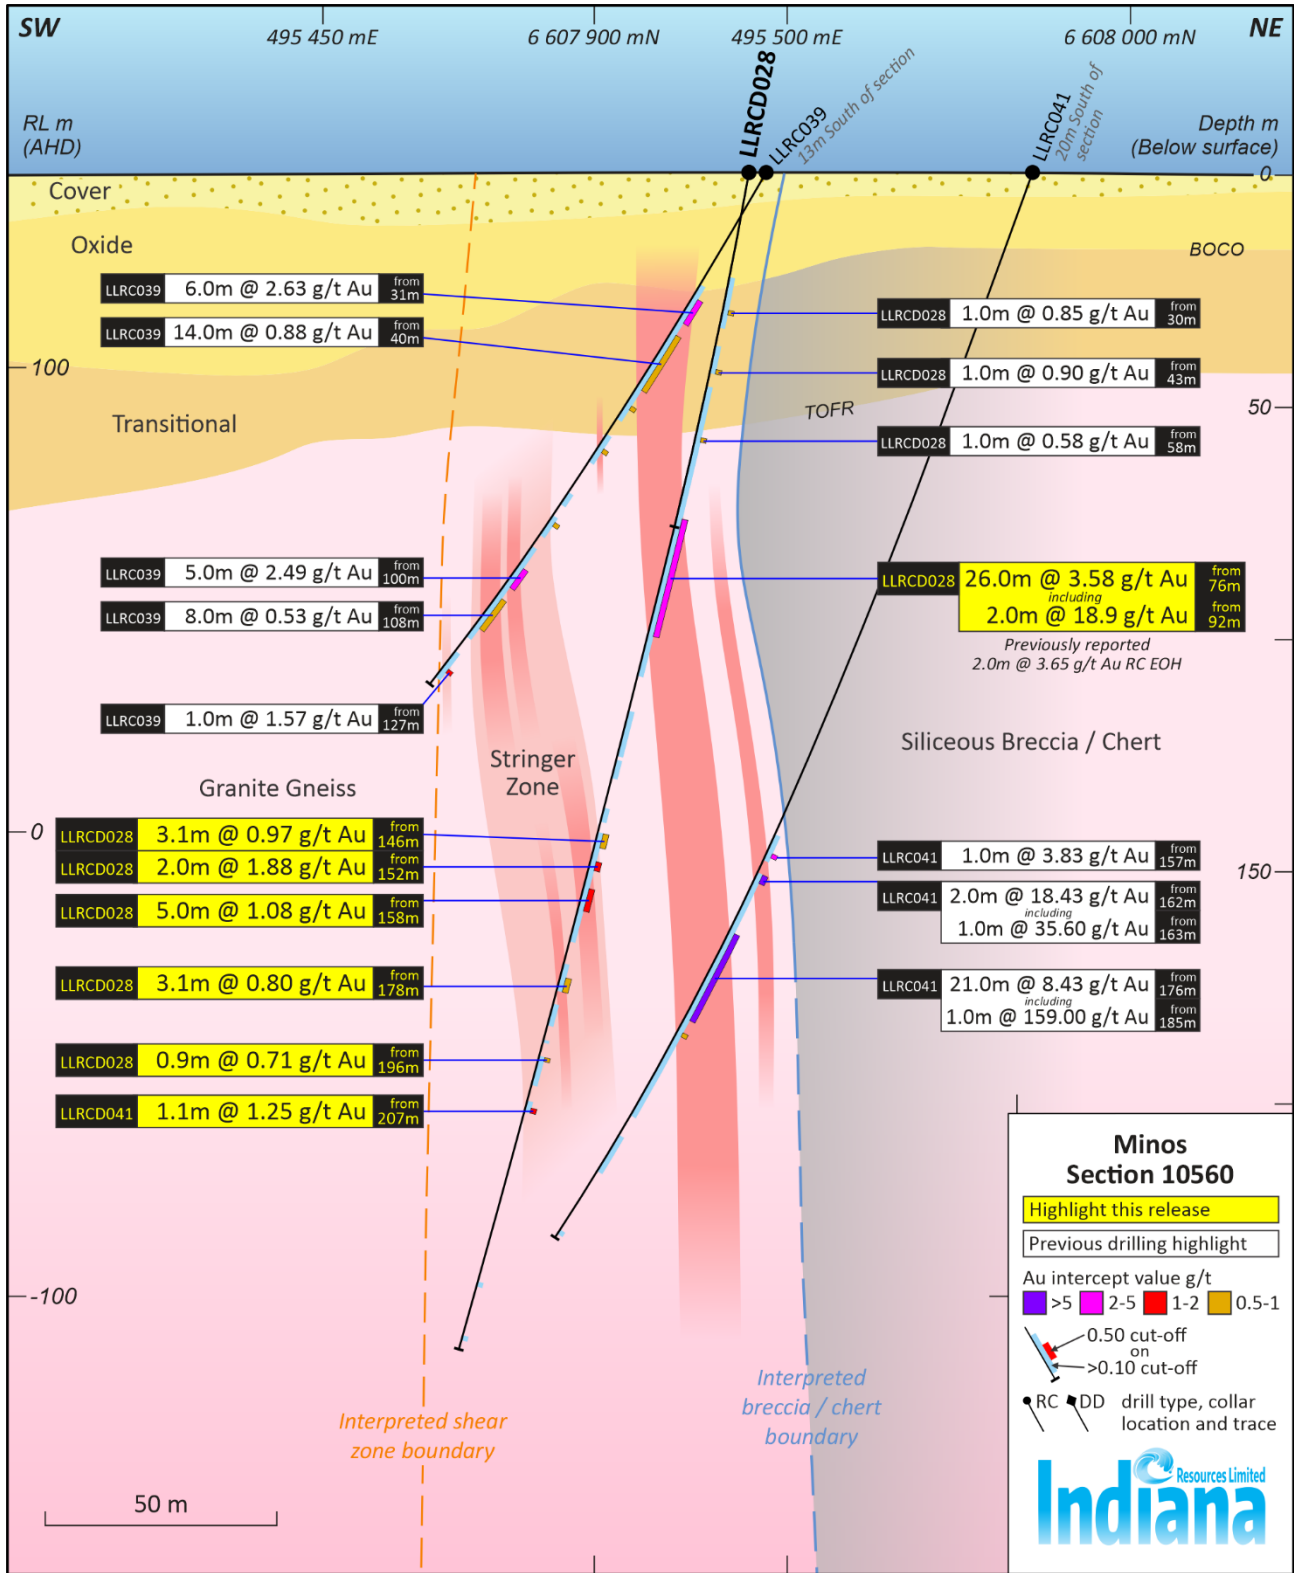 SW
495 450 mE
6 607 900 mN
495 500 mE
6 608 000 mN
NE
RL m
(AHD)
LLRCD028
LLRC039
13m South of section
LLRC041
20m South of
section
Depth m
(Below surface)
0
Cover
Oxide
BOCO
LLRC039 6.0m @ 2.63 g/t Au from 31m
LLRC039 14.0m @ 0.88 g/t Au from 40m
LLRCD028 1.0m @ 0.85 g/t Au from 30m
LLRCD028 1.0m @ 0.90 g/t Au from 43m
100
50
Transitional
TOFR
LLRCD028 1.0m @ 0.58 g/t Au from 58m
LLRC039 5.0m @ 2.49 g/t Au from 100m
LLRC039 8.0m @ 0.53 g/t Au from 108m
LLRCD028 26.0m @ 3.58 g/t Au from 76m
including
2.0m @ 18.9 g/t Au from 92m
Previously reported
2.0m @ 3.65 g/t Au RC EOH
LLRC039 1.0m @ 1.57 g/t Au from 127m
Stringer
Zone
Siliceous Breccia / Chert
Granite Gneiss
0
150
LLRCD028 3.1m @ 0.97 g/t Au from 146m
LLRCD028 2.0m @ 1.88 g/t Au from 152m
LLRCD028 5.0m @ 1.08 g/t Au from 158m
LLRCD028 3.1m @ 0.80 g/t Au from 178m
LLRCD028 0.9m @ 0.71 g/t Au from 196m
LLRCD041 1.1m @ 1.25 g/t Au from 207m
LLRC041 1.0m @ 3.83 g/t Au from 157m
LLRC041 2.0m @ 18.43 g/t Au from 162m
including
1.0m @ 35.60 g/t Au from 163m
LLRC041 21.0m @ 8.43 g/t Au from 176m
including
1.0m @ 159.00 g/t Au from 185m
-100
Interpreted shear
zone boundary
Interpreted
breccia / chert
boundary
50 m
Minos
Section 10560
Highlight this release
Previous drilling highlight
Au intercept value g/t
>5 2-5 1-2 0.5-1
0.50 cut-off
on
>0.10 cut-off
RC DD drill type, collar
location and trace
Indiana
Resources Limited